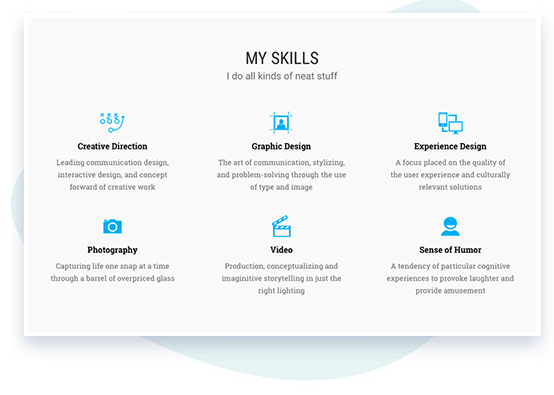 MY SKILLS
I do all kinds of neat stuff
Creative Direction
Leading communication design,
interactive design, and concept
forward of creative work
Graphic Design
The art of communication, stylizing,
and problem-solving through the use
of type and image
Experience Design
A focus placed on the quality of
the user experience and culturally
relevant solutions
Photography
Capturing life one snap at a time
through a barrel of overpriced glass
Video
Production, conceptualizing and
imaginitive storytelling in just the
right lighting
Sense of Humor
A tendency of particular cognitive
experiences to provoke laughter and
provide amusement